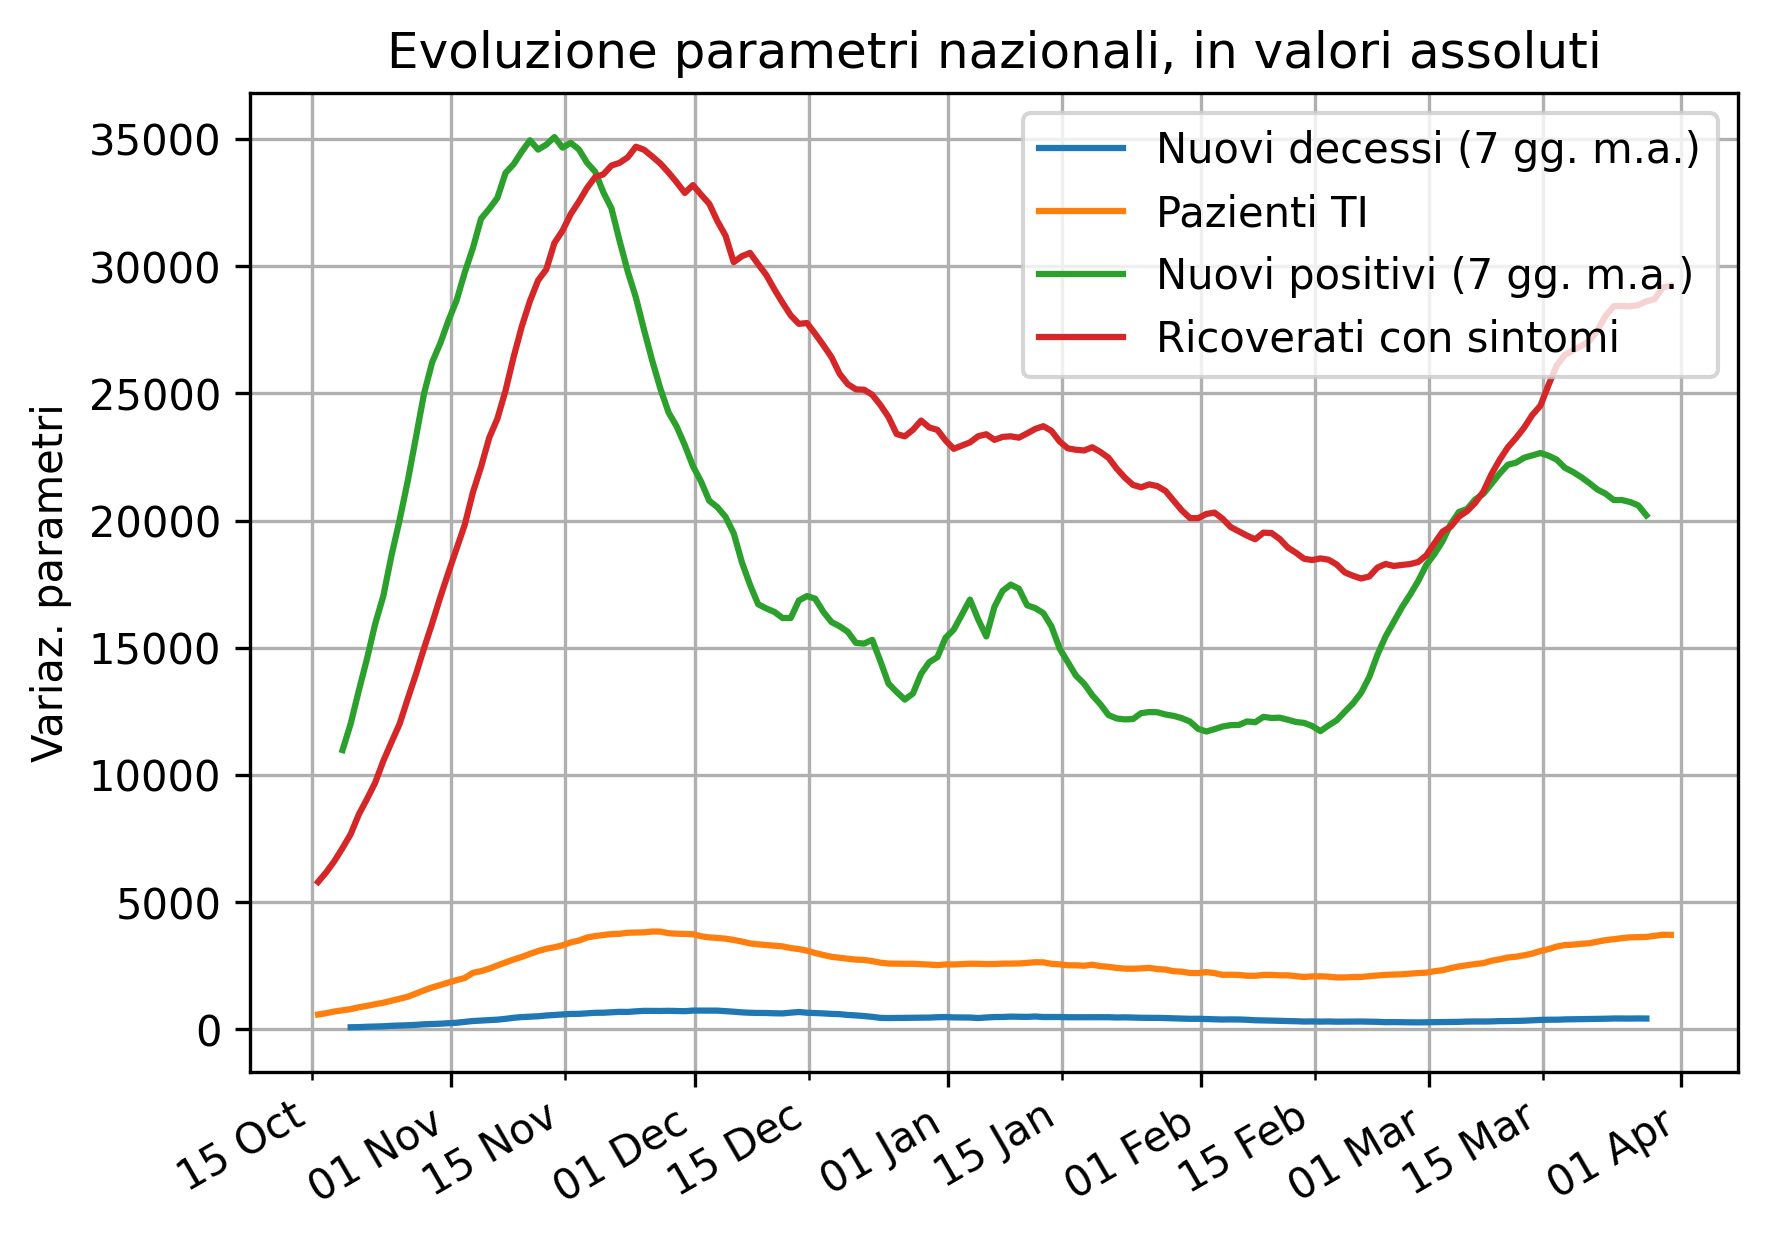 Evoluzione parametri nazionali, in valori assoluti
Variaz. parametri
35000
30000
25000
20000
15000
10000
5000
0
Nuovi decessi (7 gg. m.a.)
Pazienti TI
Nuovi positivi (7 gg. m.a.)
Ricoverati con sintomi
15 Oct
01 Nov
15 Nov
01 Dec
15 Dec
01 Jan
15 Jan
01 Feb
15 Feb
01 Mar
15 Mar
01 Apr